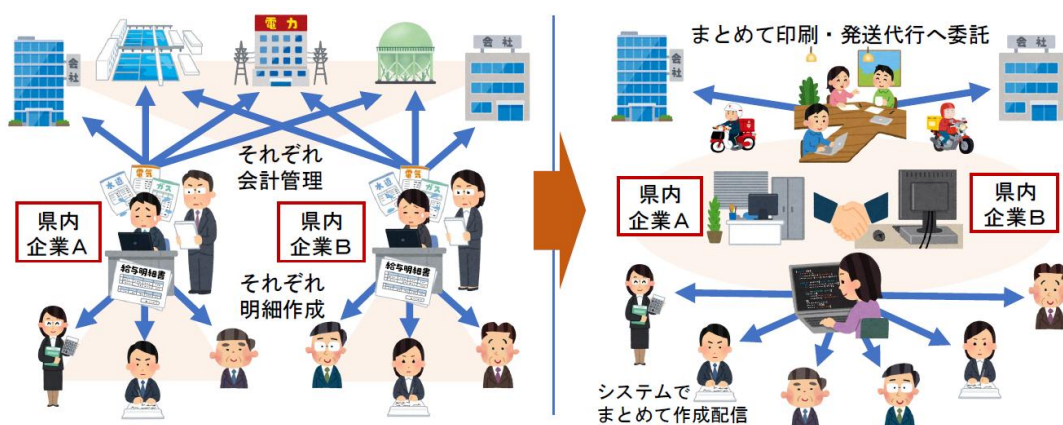 会社
電力
会社
それぞれ
会計管理
水道
電気
ガス
水道
電気
ガス
県内
企業A
県内
企業B
給与明細書
給与明細書
それぞれ
明細作成
まとめて印刷・発送代行へ委託
会社
会社
県内
企業A
県内
企業B
システムで
まとめて作成配信